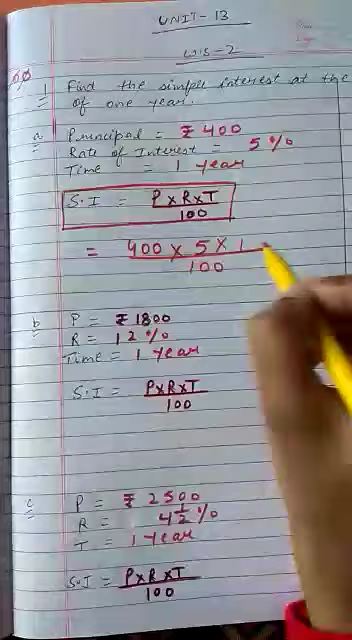 UNIT-13
W.S-2
1 Find the simple interest at the
of one year.
a Principal = ₹400
Rate of Interest = 5%
Time = 1 year
S.I = P×R×T
100
= 400 × 5 × 1
100
b P = ₹1800
R = 12%
Time = 1 year
S.I = P×R×T
100
c P = ₹2500
R = 4 1/2 %
T = 1 year
S.I = P×R×T
100